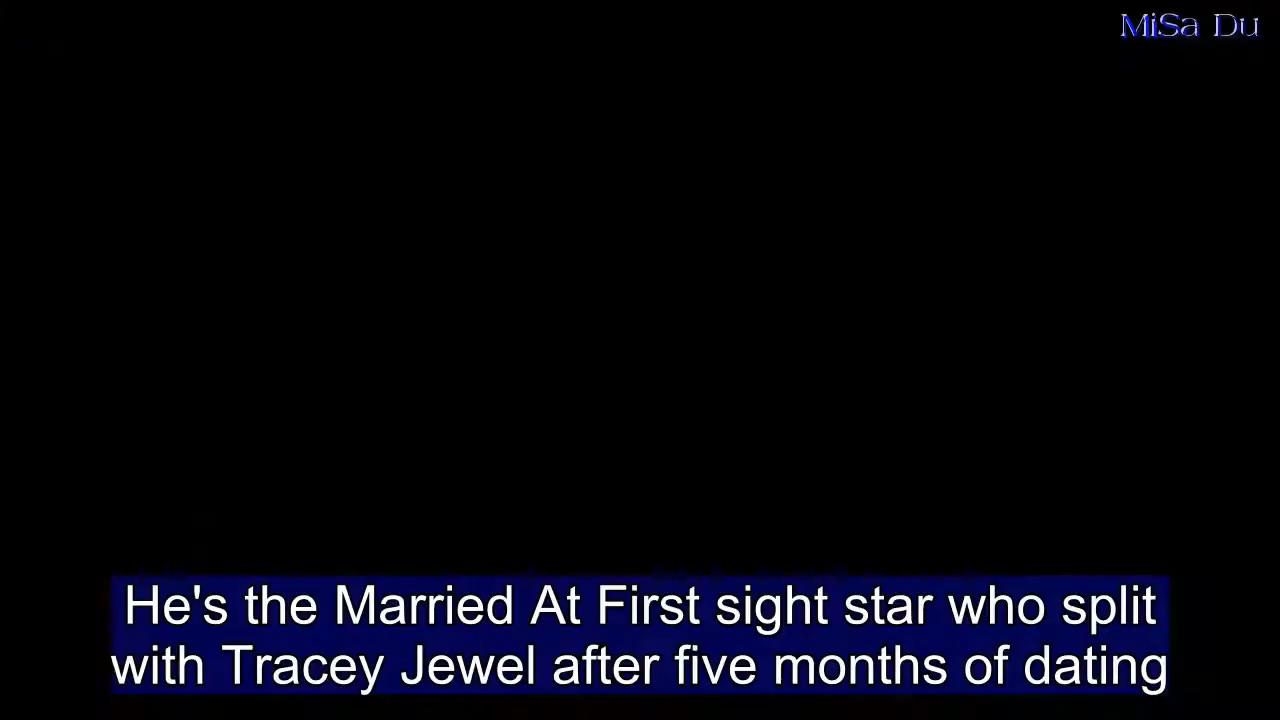 MiSa Du
He's the Married At First sight star who split
with Tracey Jewel after five months of dating